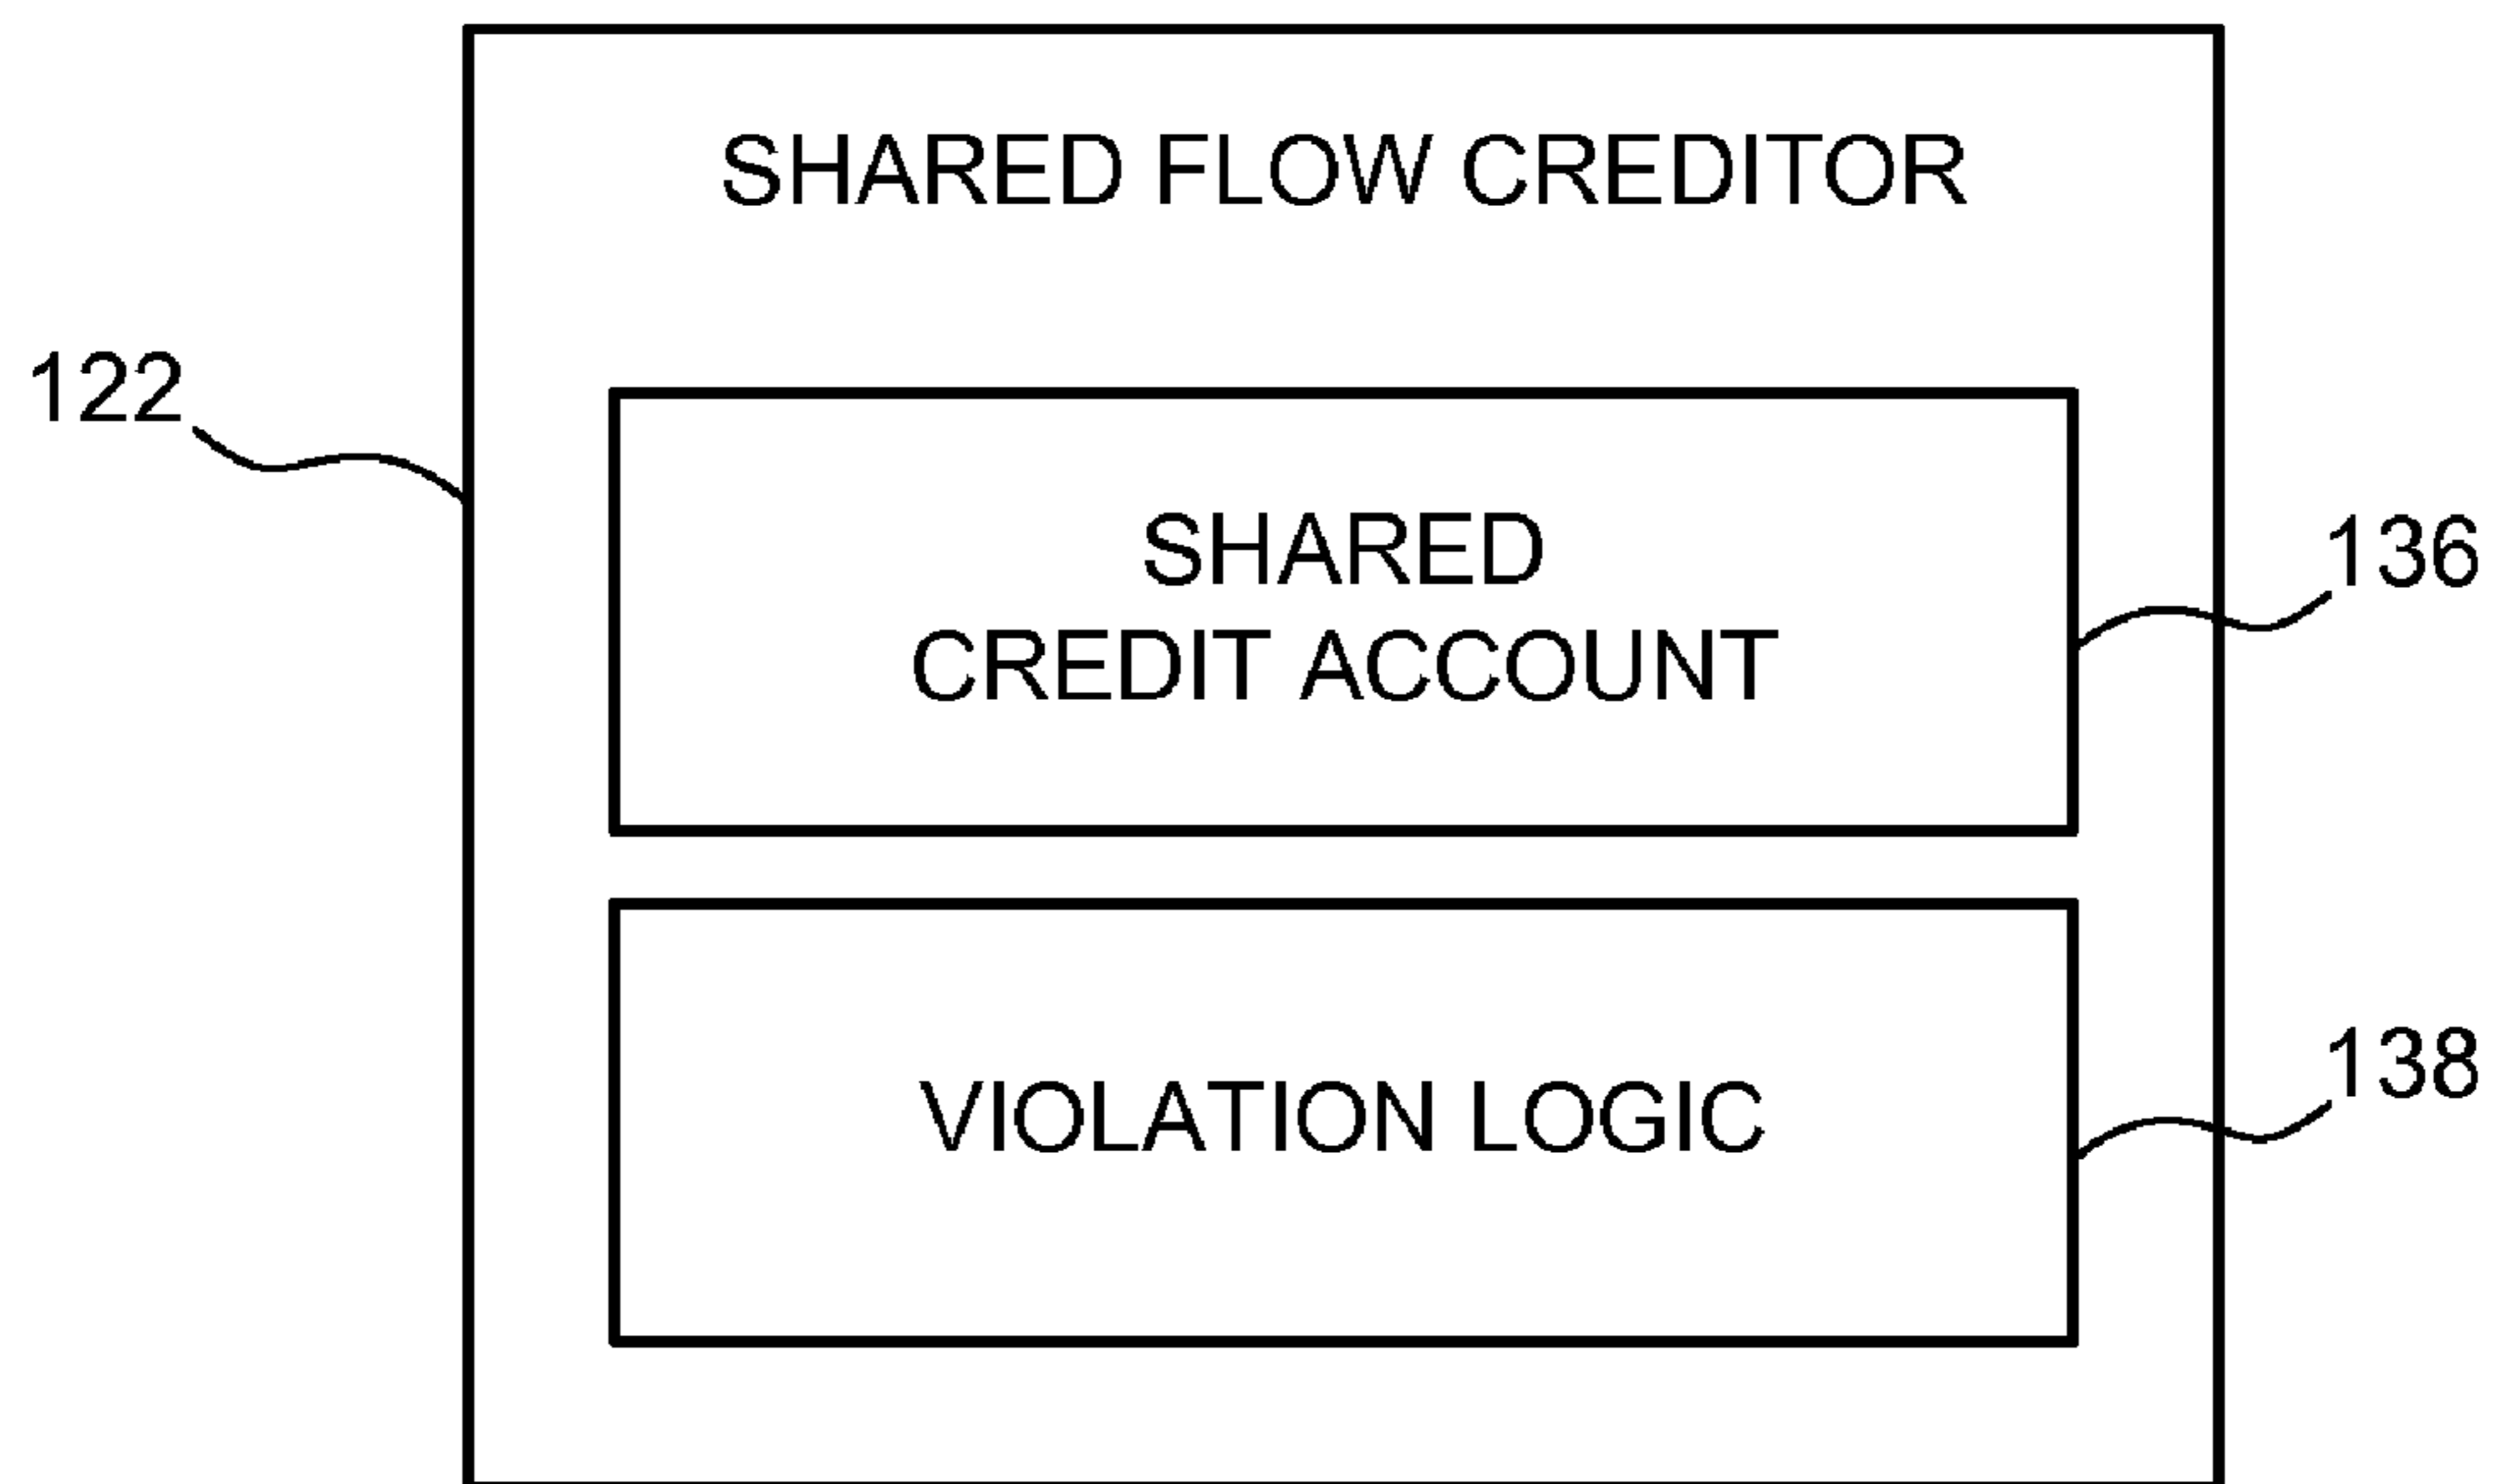 SHARED FLOW CREDITOR
122
SHARED
CREDIT ACCOUNT
136
VIOLATION LOGIC
138